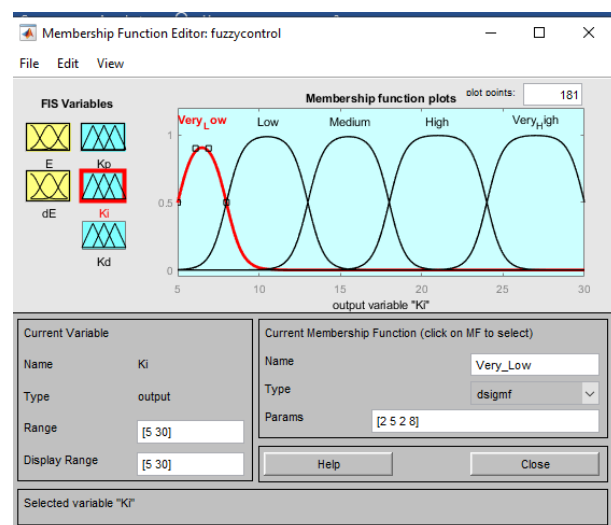 Membership Function Editor: fuzzycontrol
File Edit View
FIS Variables
E
Kp
dE
Ki
Kd
Membership function plots
plot points:
181
Very_Low
Low
Medium
High
Very_High
1
0.5
0
5
10
15
20
25
30
output variable "Ki"
Current Variable
Name
Ki
Type
output
Range
[5 30]
Display Range
[5 30]
Current Membership Function (click on MF to select)
Name
Very_Low
Type
dsigmf
Params
[2 5 2 8]
Help
Close
Selected variable "Ki"